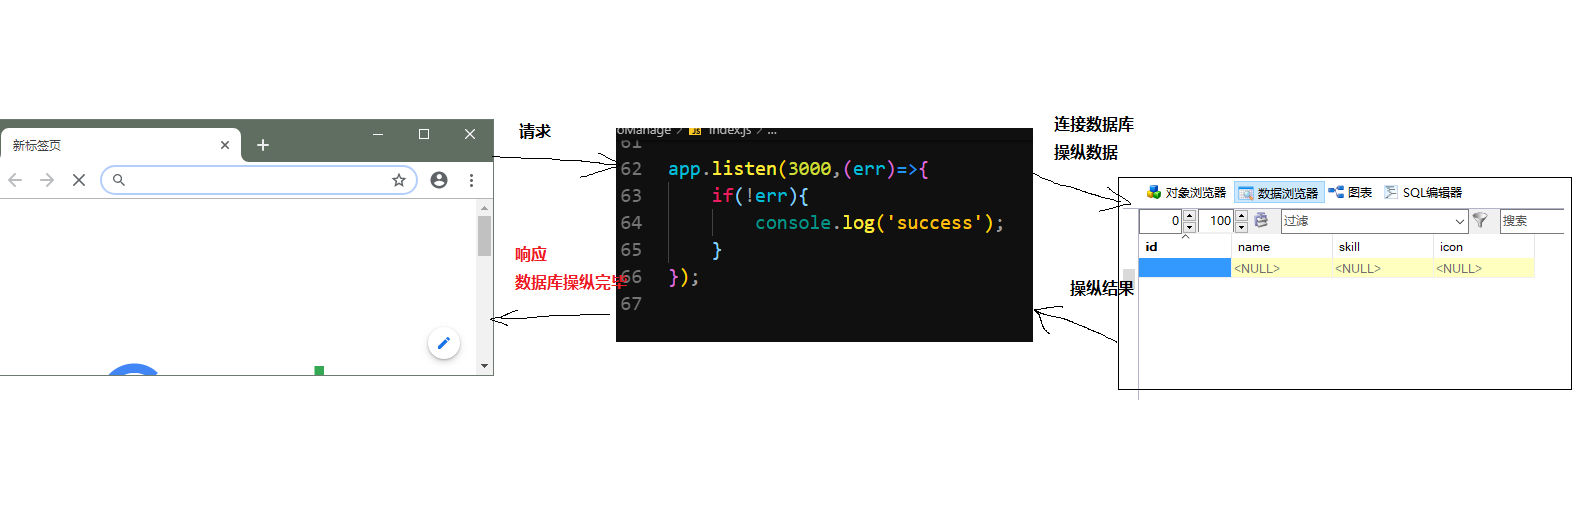 新标签页
请求
响应
数据库操纵完毕
oManage > JS index.js > ...
61
62 app.listen(3000,(err)=>{
63 if(!err){
64 console.log('success');
65 }
66 });
67
连接数据库
操纵数据
操纵结果
对象浏览器 数据浏览器 图表 SQL编辑器
0 100 过滤 搜索
id name skill icon
<NULL> <NULL> <NULL>